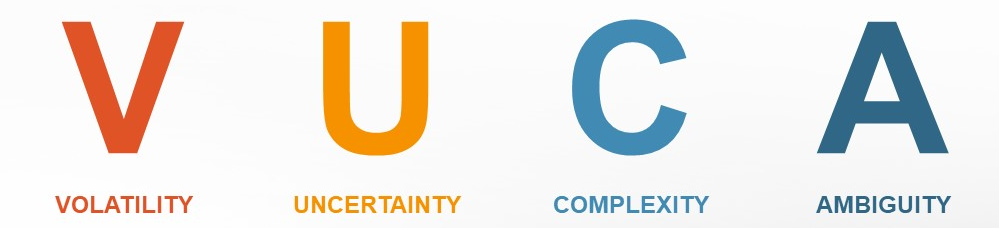 V U C A
VOLATILITY UNCERTAINTY COMPLEXITY AMBIGUITY